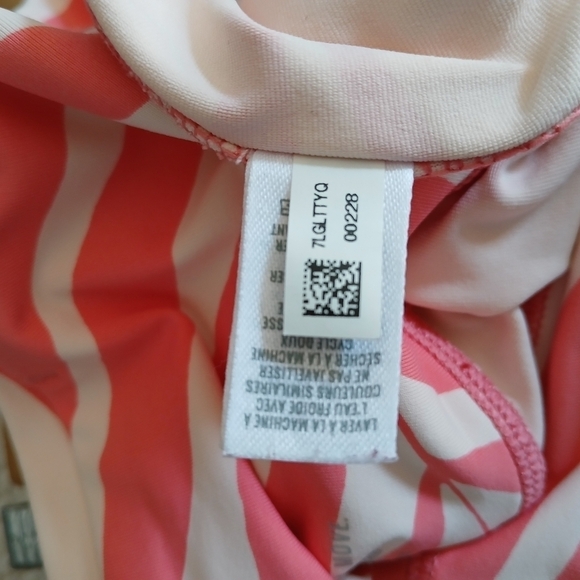 7LGLTTYQ
00228
LAVER À LA MACHINE À
L'EAU FROIDE AVEC
COULEURS SIMILAIRES
NE PAS JAVELLISER
SÉCHER À LA MACHINE
CYCLE DOUX